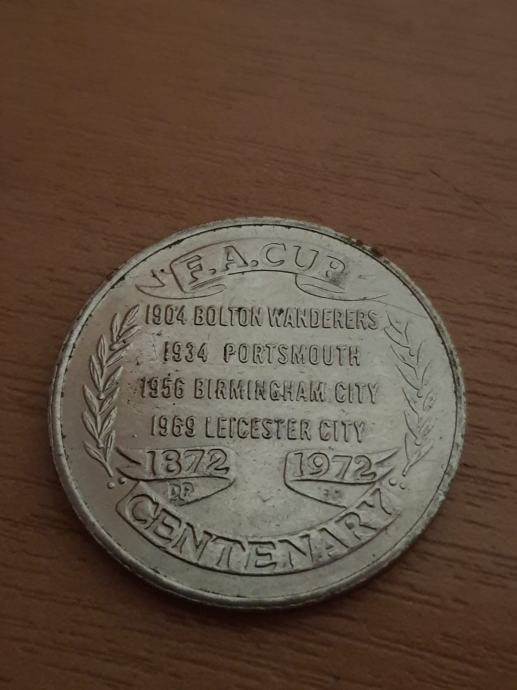 F.A.CUP
1904 BOLTON WANDERERS
1934 PORTSMOUTH
1956 BIRMINGHAM CITY
1969 LEICESTER CITY
1872 1972
CENTENARY